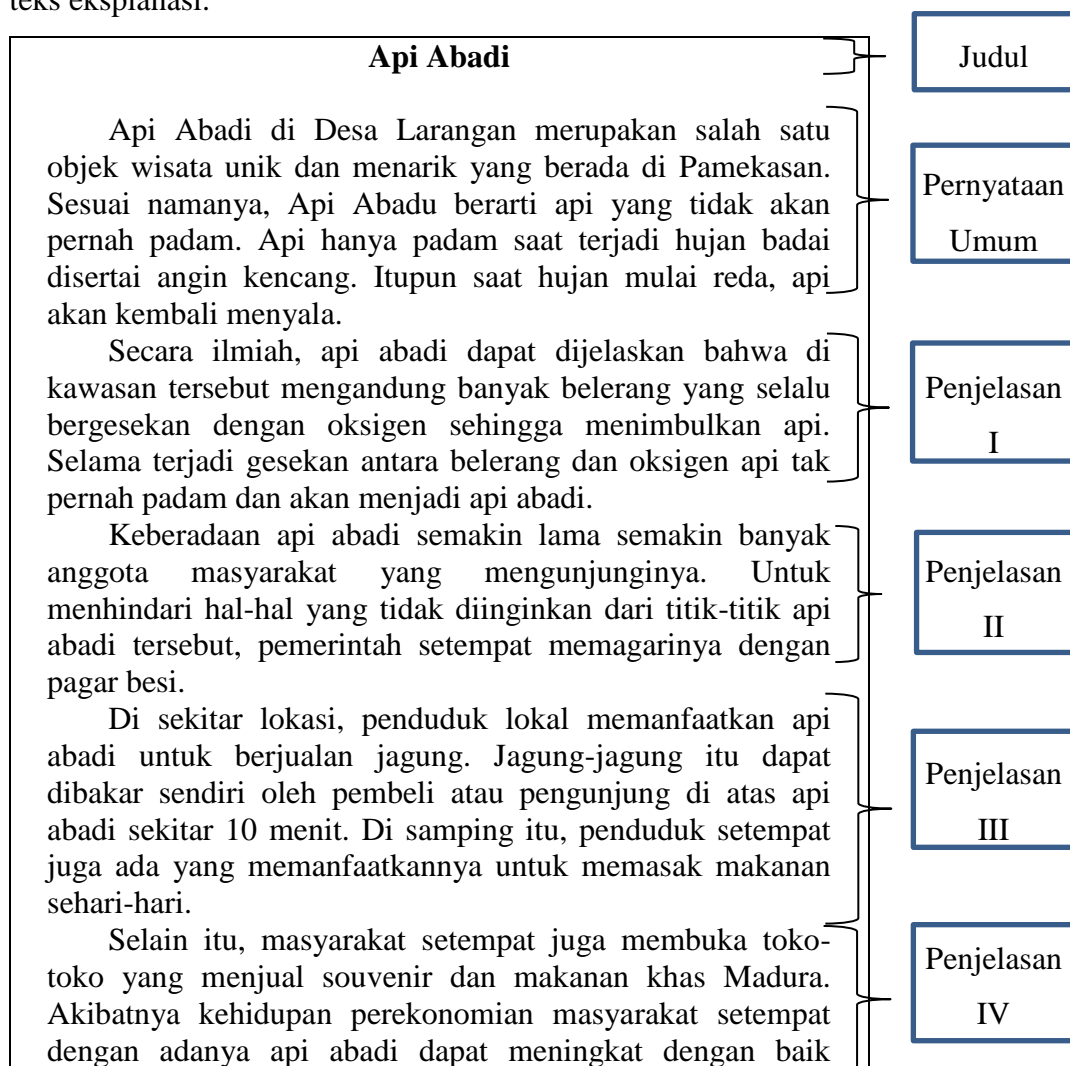 teks eksplanasi.
Api Abadi
Judul
Api Abadi di Desa Larangan merupakan salah satu
objek wisata unik dan menarik yang berada di Pamekasan.
Sesuai namanya, Api Abadu berarti api yang tidak akan
pernah padam. Api hanya padam saat terjadi hujan badai
disertai angin kencang. Itupun saat hujan mulai reda, api
akan kembali menyala.
Pernyataan
Umum
Secara ilmiah, api abadi dapat dijelaskan bahwa di
kawasan tersebut mengandung banyak belerang yang selalu
bergesekan dengan oksigen sehingga menimbulkan api.
Selama terjadi gesekan antara belerang dan oksigen api tak
pernah padam dan akan menjadi api abadi.
Penjelasan
I
Keberadaan api abadi semakin lama semakin banyak
anggota masyarakat yang mengunjunginya. Untuk
menhindari hal-hal yang tidak diinginkan dari titik-titik api
abadi tersebut, pemerintah setempat memagarinya dengan
pagar besi.
Penjelasan
II
Di sekitar lokasi, penduduk lokal memanfaatkan api
abadi untuk berjualan jagung. Jagung-jagung itu dapat
dibakar sendiri oleh pembeli atau pengunjung di atas api
abadi sekitar 10 menit. Di samping itu, penduduk setempat
juga ada yang memanfaatkannya untuk memasak makanan
sehari-hari.
Penjelasan
III
Selain itu, masyarakat setempat juga membuka toko-
toko yang menjual souvenir dan makanan khas Madura.
Akibatnya kehidupan perekonomian masyarakat setempat
dengan adanya api abadi dapat meningkat dengan baik
Penjelasan
IV